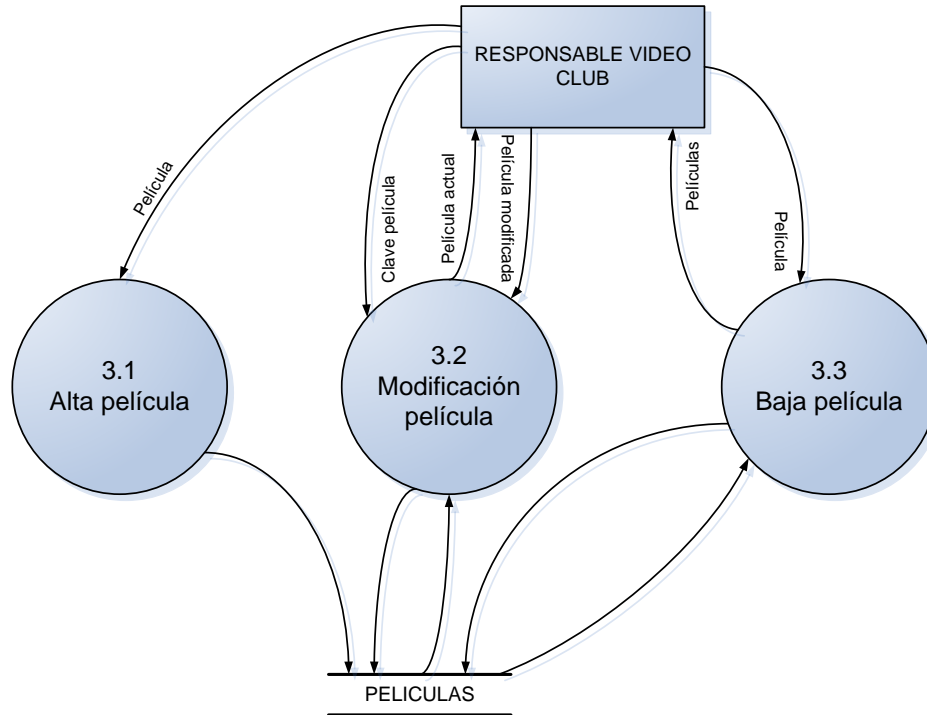 RESPONSABLE VIDEO
CLUB
Película
Clave película
Película actual
Película modificada
Películas
Película
3.1
Alta película
3.2
Modificación
película
3.3
Baja película
PELICULAS